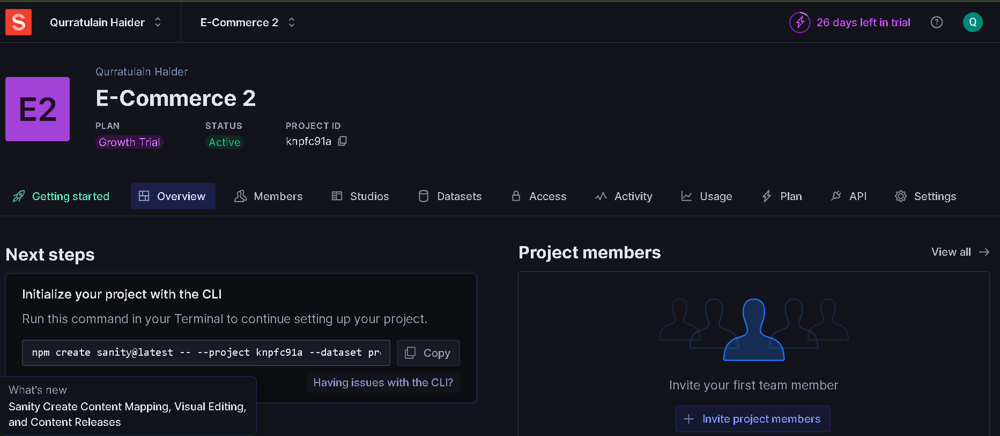 S
Qurratulain Haider
E-Commerce 2
26 days left in trial
?
Q
E2
Qurratulain Haider
E-Commerce 2
PLAN
STATUS
PROJECT ID
Growth Trial
Active
knpfc91a
Getting started
Overview
Members
Studios
Datasets
Access
Activity
Usage
Plan
API
Settings
Next steps
Initialize your project with the CLI
Run this command in your Terminal to continue setting up your project.
npm create sanity@latest -- --project knpfc91a --dataset pr
Copy
Having issues with the CLI?
What's new
Sanity Create Content Mapping, Visual Editing,
and Content Releases
Project members
View all →
Invite your first team member
+ Invite project members